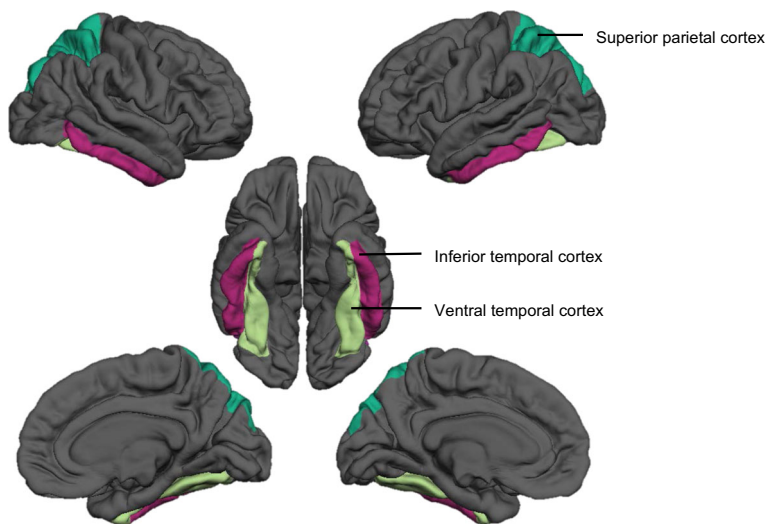 Superior parietal cortex
Inferior temporal cortex
Ventral temporal cortex